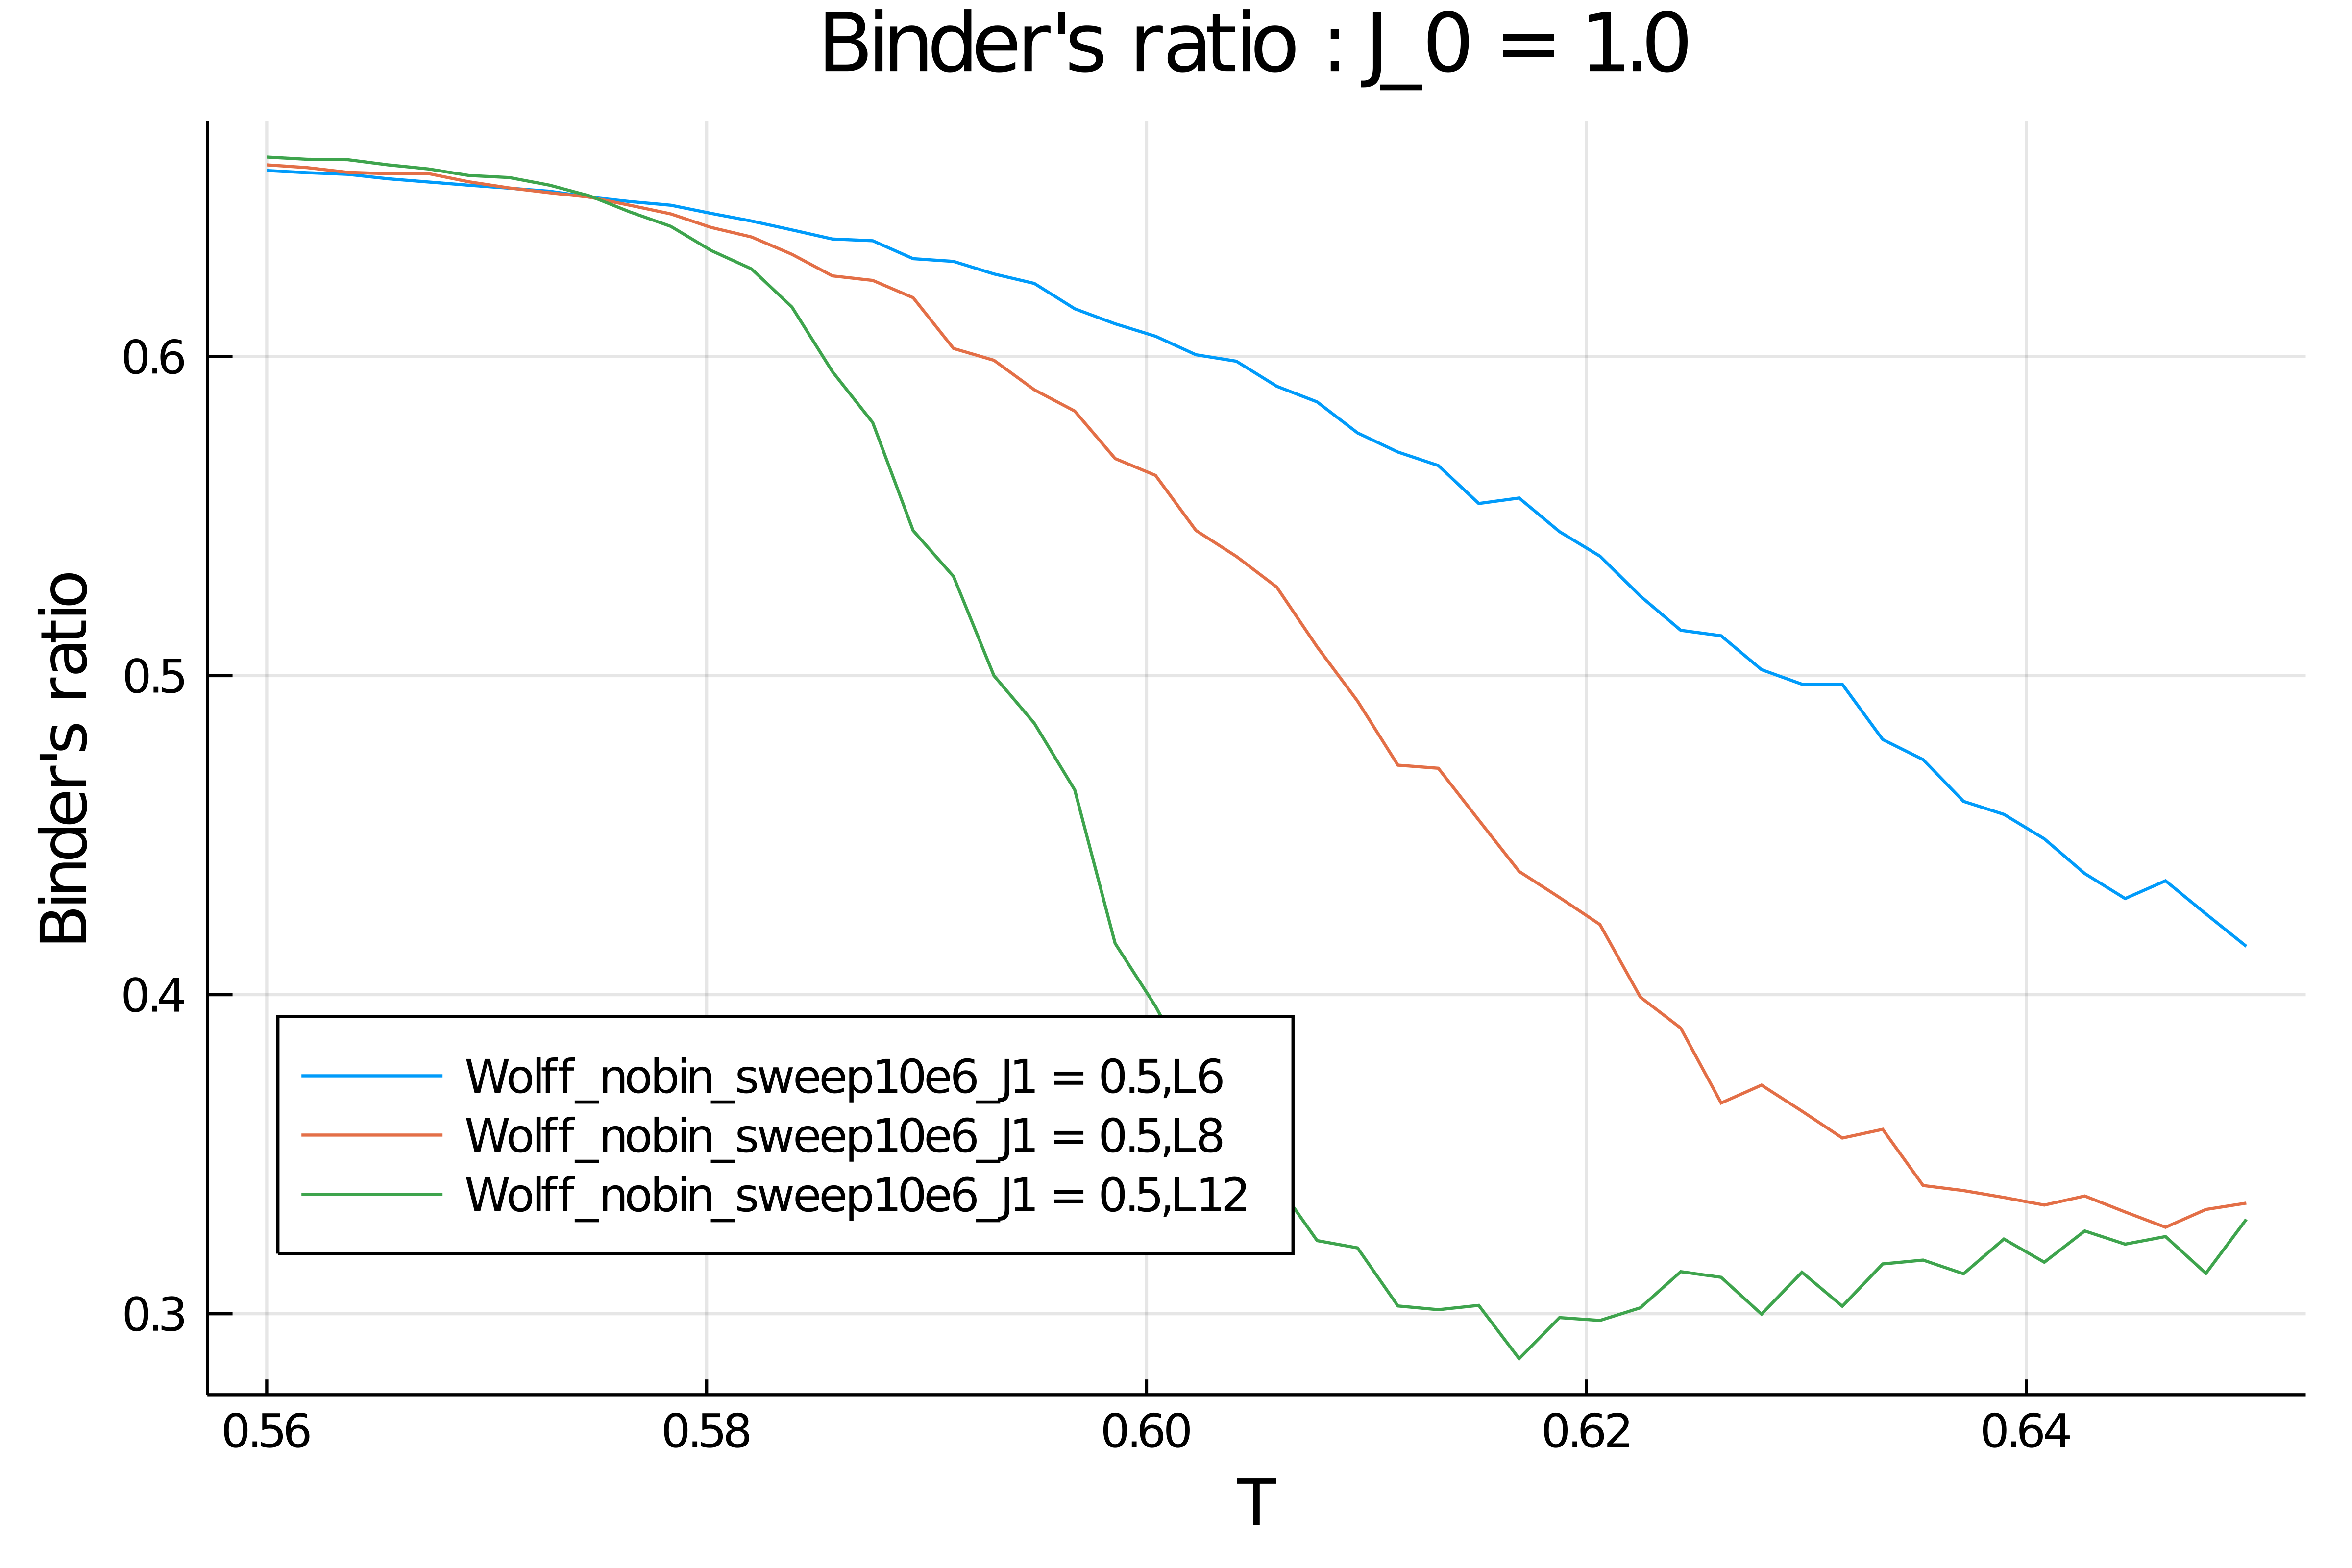 Binder's ratio : J_0 = 1.0
Binder's ratio
0.6
0.5
0.4
0.3
Wolff_nobin_sweep10e6_J1 = 0.5,L6
Wolff_nobin_sweep10e6_J1 = 0.5,L8
Wolff_nobin_sweep10e6_J1 = 0.5,L12
0.56 0.58 0.60 0.62 0.64
T